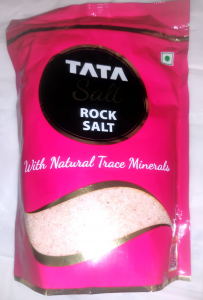 TATA
Salt
ROCK
SALT
With Natural Trace Minerals